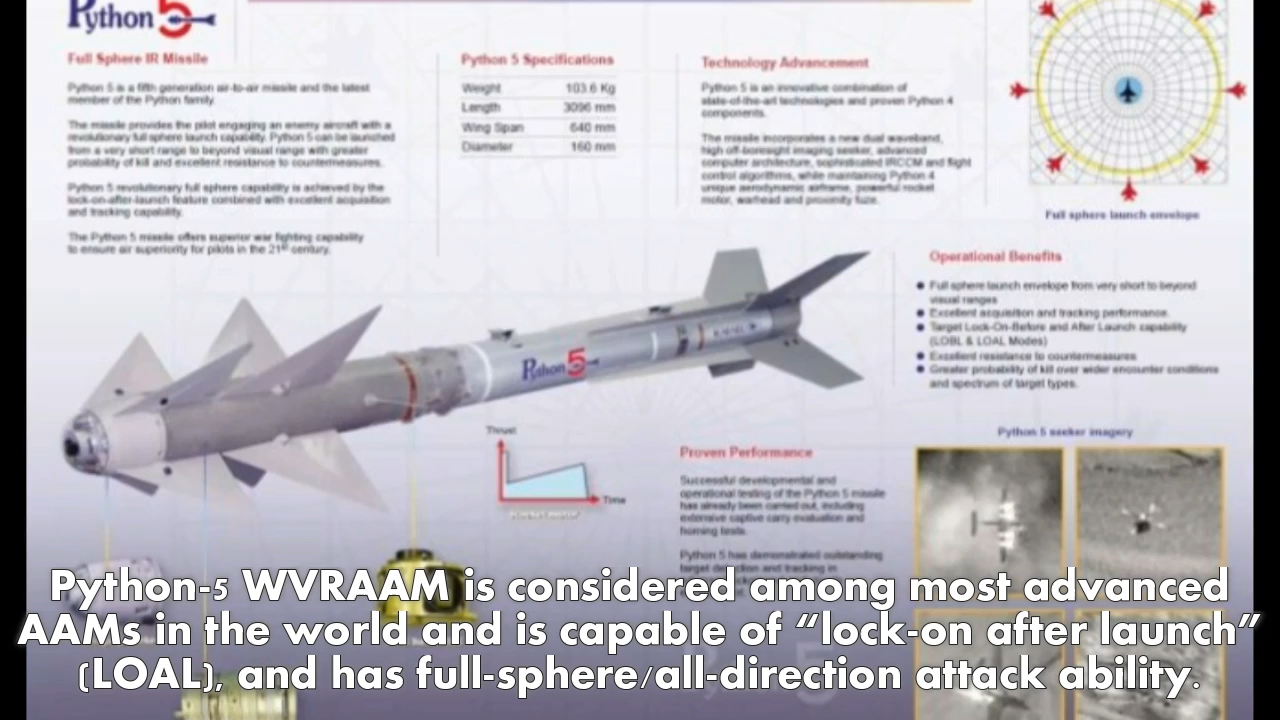 Python 5
Full Sphere IR Missile
Python 5 is a fifth generation air-to-air missile and the latest
member of the Python family.
The missile provides the pilot engaging an enemy aircraft with a
revolutionary full sphere launch capability. Python 5 can be launched
from a very short range to beyond visual range with greater
probability of kill and excellent resistance to countermeasures.
Python 5 revolutionary full sphere capability is achieved by the
lock-on-after-launch feature combined with excellent acquisition
and tracking capability.
The Python 5 missile offers superior war fighting capability
to ensure air superiority for pilots in the 21st century.
Python 5 Specifications
Weight 103.6 Kg
Length 3096 mm
Wing Span 640 mm
Diameter 160 mm
Technology Advancement
Python 5 is an innovative combination of
state-of-the-art technologies and proven Python 4
components.
The missile incorporates a new dual waveband,
high off-boresight imaging seeker, advanced
computer architecture, sophisticated IRCCM and flight
control algorithms, while maintaining Python 4
unique aerodynamic airframe, powerful rocket
motor, warhead and proximity fuze.
Full sphere launch envelope
Operational Benefits
Full sphere launch envelope from very short to beyond
visual ranges
Excellent acquisition and tracking performance.
Target Lock-On-Before and After Launch capability
(LOBL & LOAL Modes)
Excellent resistance to countermeasures
Greater probability of kill over wider encounter conditions
and spectrum of target types.
Python 5
Thrust
Time
Proven Performance
Successful developmental and
operational testing of the Python 5 missile
has already been carried out, including
extensive captive carry evaluation and
homing tests.
Python 5 has demonstrated outstanding
target detection and tracking in
Python 5 seeker imagery
Python-5 WVRAAM is considered among most advanced
AAMs in the world and is capable of “lock-on after launch”
(LOAL), and has full-sphere/all-direction attack ability.